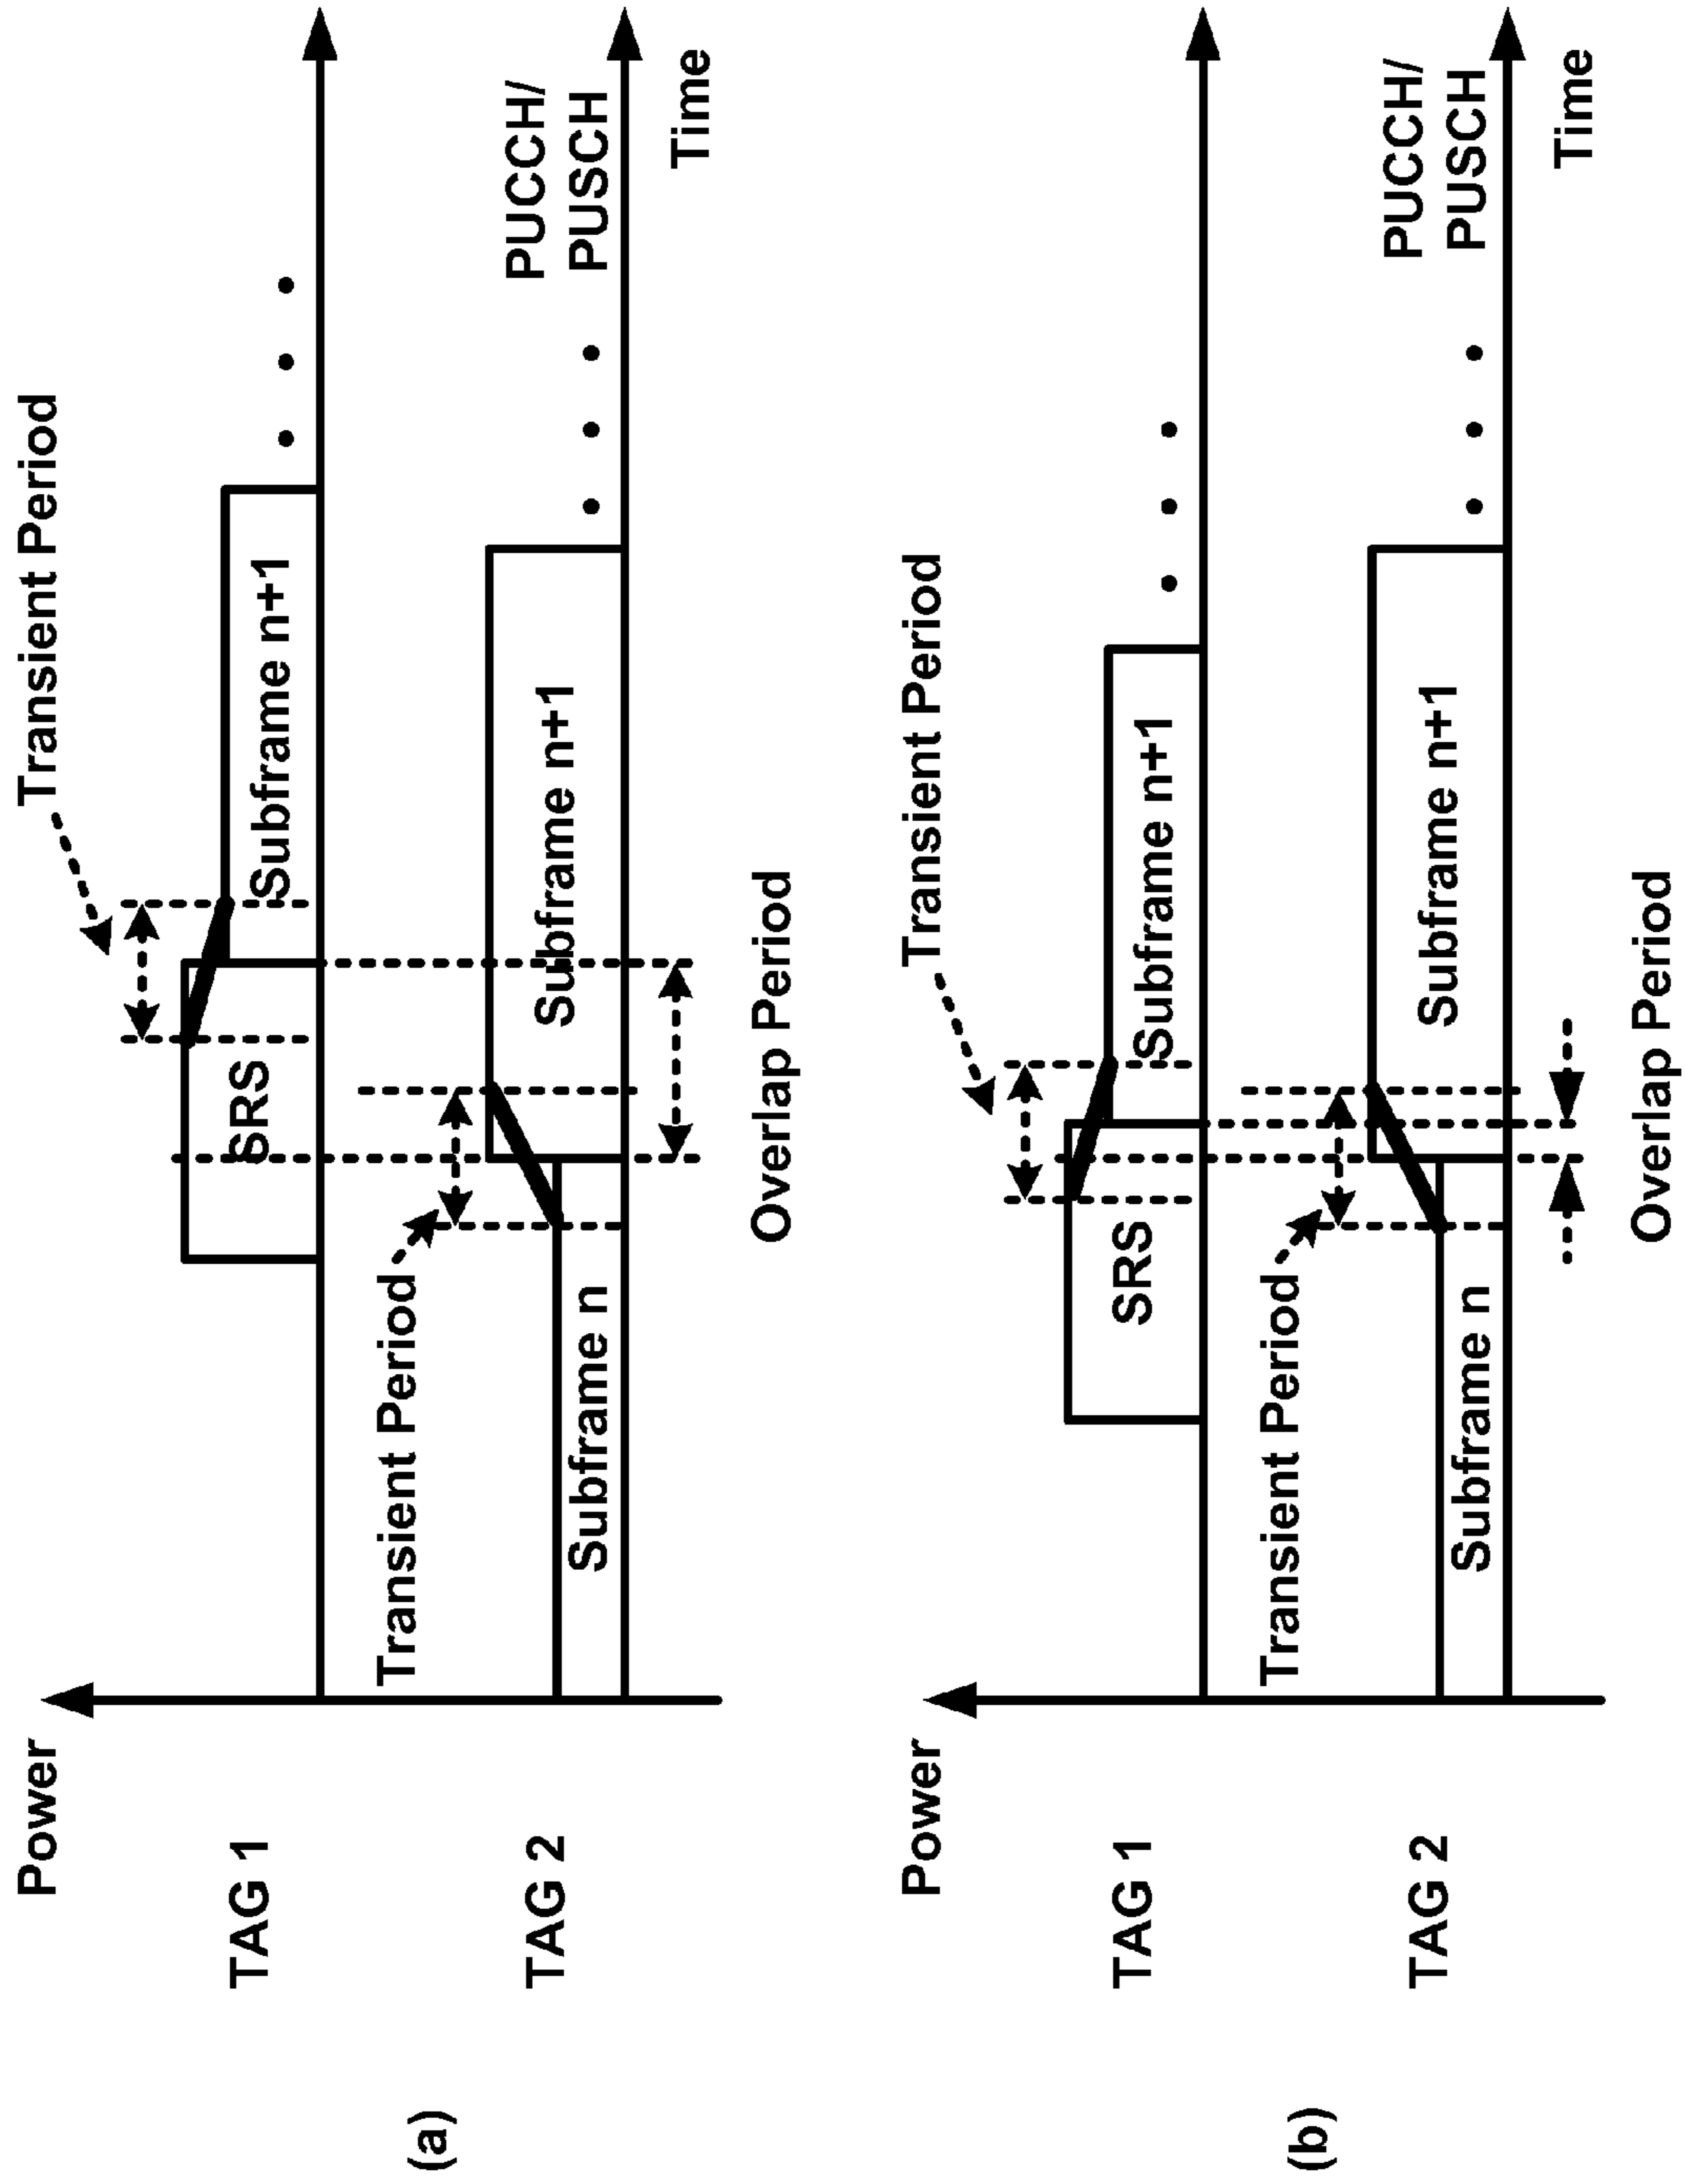 Power
Transient Period
TAG 1
SRS
Subframe n+1
Transient Period
TAG 2
Subframe n
Subframe n+1
PUCCH/
PUSCH
Time
Overlap Period
(a)
Power
Transient Period
TAG 1
SRS
Subframe n+1
Transient Period
TAG 2
Subframe n
Subframe n+1
PUCCH/
PUSCH
Time
Overlap Period
(b)